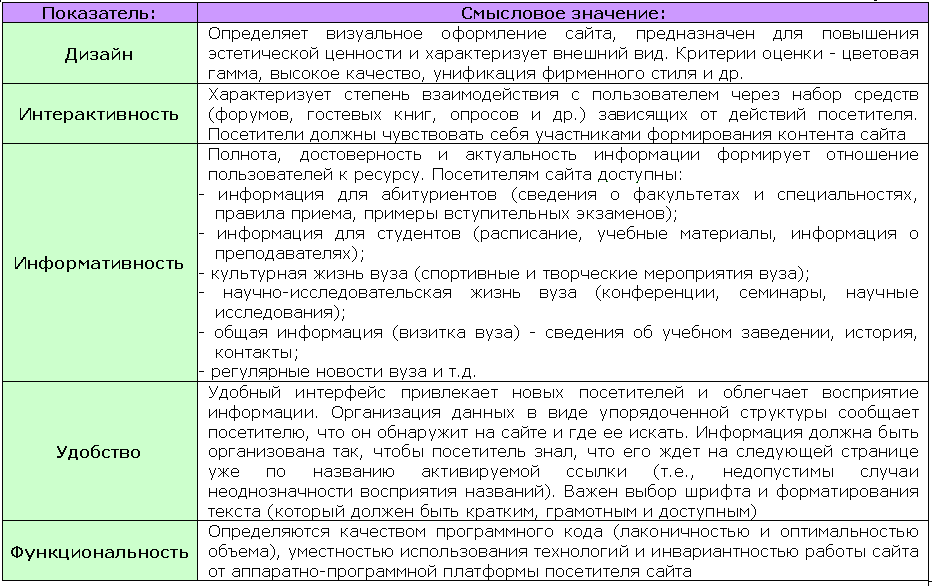 Показатель:
Смысловое значение:
Дизайн
Определяет визуальное оформление сайта, предназначен для повышения
эстетической ценности и характеризует внешний вид. Критерии оценки - цветовая
гамма, высокое качество, унификация фирменного стиля и др.
Интерактивность
Характеризует степень взаимодействия с пользователем через набор средств
(форумов, гостевых книг, опросов и др.) зависящих от действий посетителя.
Посетители должны чувствовать себя участниками формирования контента сайта
Информативность
Полнота, достоверность и актуальность информации формирует отношение
пользователей к ресурсу. Посетителям сайта доступны:
- информация для абитуриентов (сведения о факультетах и специальностях,
правила приема, примеры вступительных экзаменов);
- информация для студентов (расписание, учебные материалы, информация о
преподавателях);
- культурная жизнь вуза (спортивные и творческие мероприятия вуза);
- научно-исследовательская жизнь вуза (конференции, семинары, научные
исследования);
- общая информация (визитка вуза) - сведения об учебном заведении, история,
контакты;
- регулярные новости вуза и т.д.
Удобство
Удобный интерфейс привлекает новых посетителей и облегчает восприятие
информации. Организация данных в виде упорядоченной структуры сообщает
посетителю, что он обнаружит на сайте и где ее искать. Информация должна быть
организована так, чтобы посетитель знал, что его ждет на следующей странице
уже по названию активируемой ссылки (т.е., недопустимы случаи
неоднозначности восприятия названий). Важен выбор шрифта и форматирования
текста (который должен быть кратким, грамотным и доступным)
Функциональность
Определяются качеством программного кода (лаконичностью и оптимальностью
объема), уместностью использования технологий и инвариантностью работы сайта
от аппаратно-программной платформы посетителя сайта